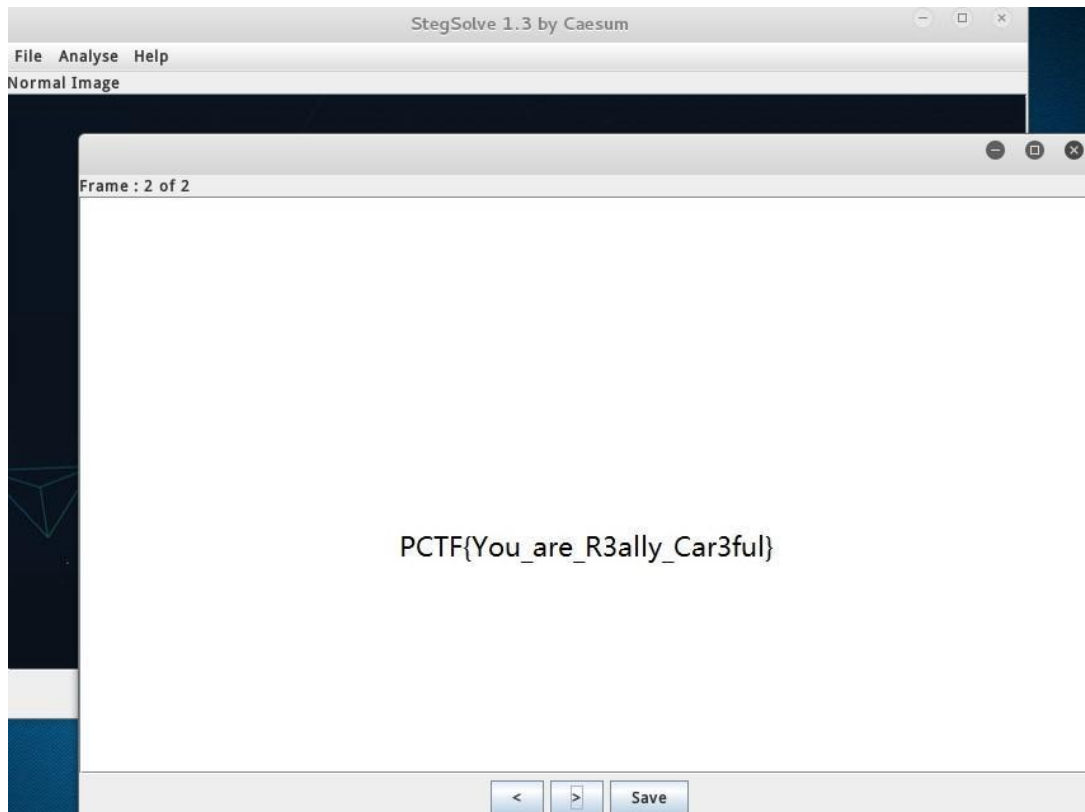 StegSolve 1.3 by Caesum
File Analyse Help
Normal Image
Frame : 2 of 2
PCTF{You_are_R3ally_Car3ful}
< > Save